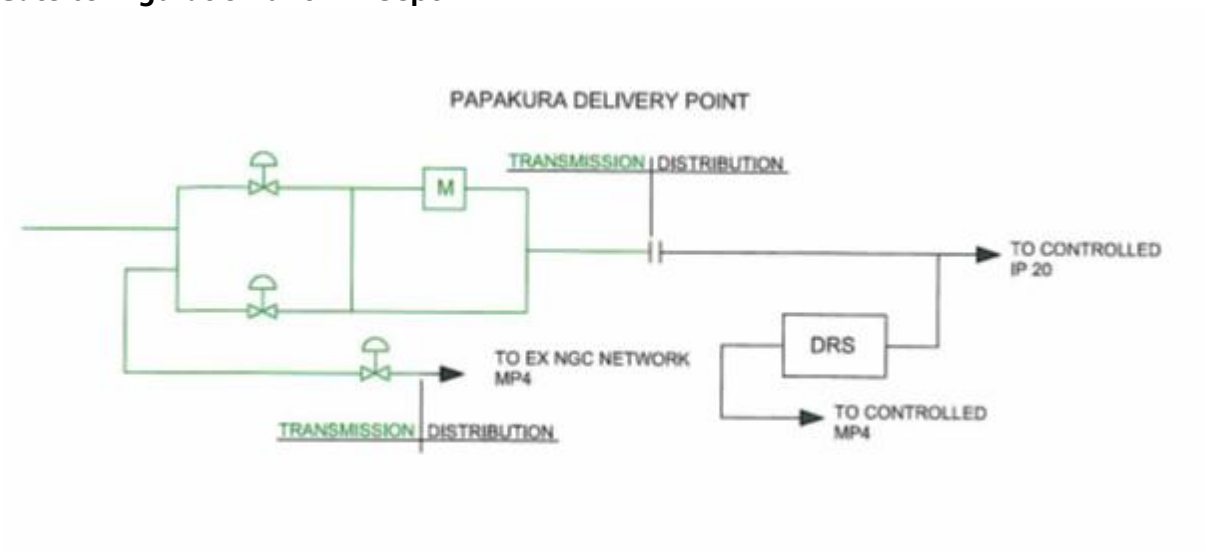 PAPAKURA DELIVERY POINT
TRANSMISSION DISTRIBUTION
M
TO CONTROLLED
IP 20
DRS
TO EX NGC NETWORK
MP4
TO CONTROLLED
MP4
TRANSMISSION DISTRIBUTION